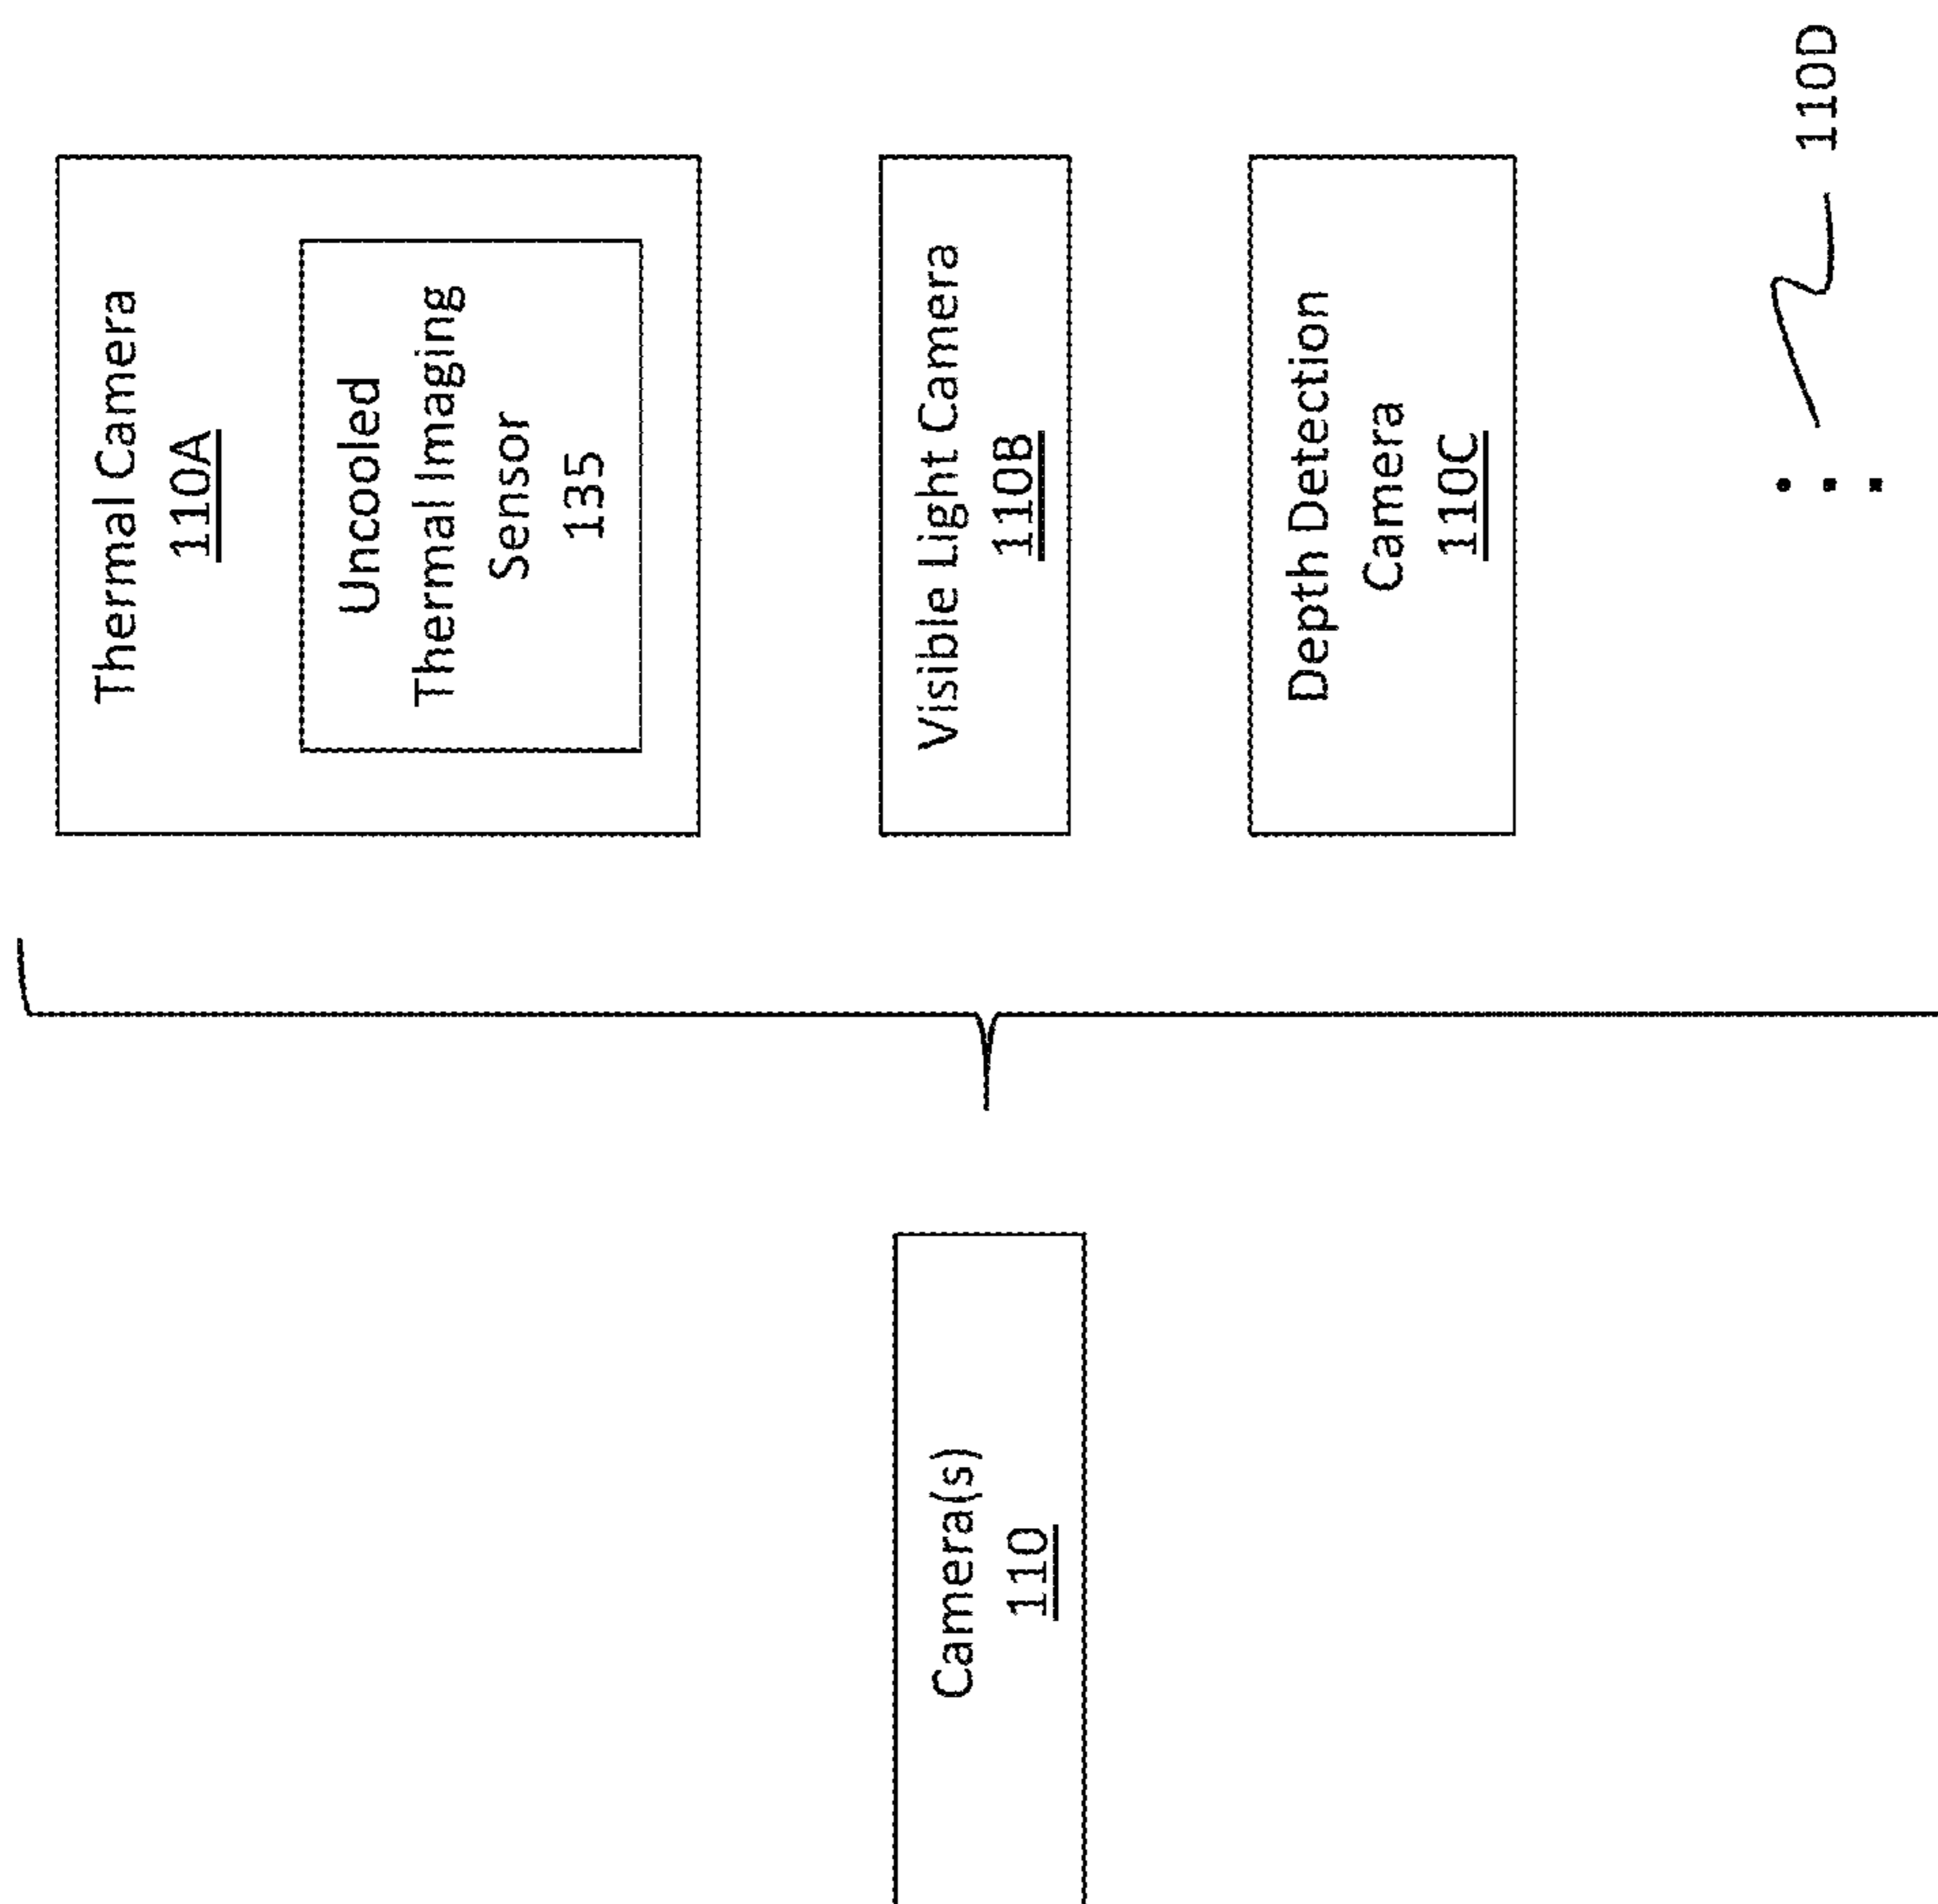 Camera(s)
110
Thermal Camera
110A
Uncooled
Thermal Imaging
Sensor
135
Visible Light Camera
110B
Depth Detection
Camera
110C
110D